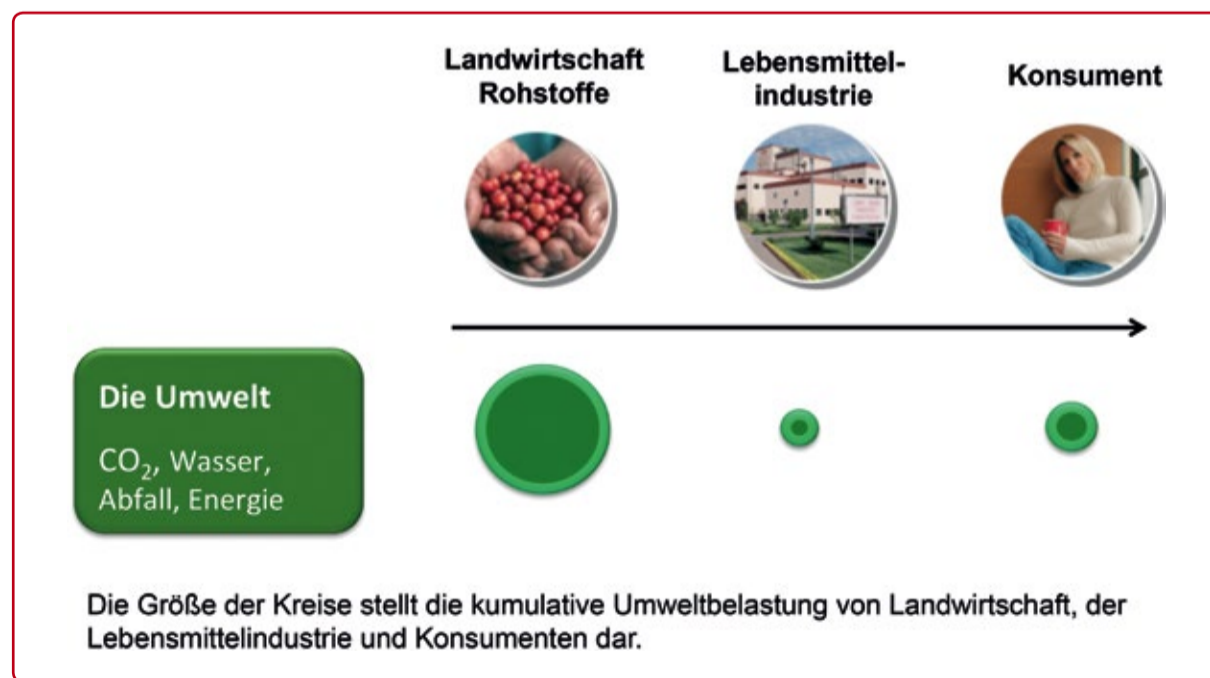 Landwirtschaft
Rohstoffe
Lebensmittel-
industrie
Konsument
Die Umwelt
CO₂, Wasser,
Abfall, Energie
Die Größe der Kreise stellt die kumulative Umweltbelastung von Landwirtschaft, der
Lebensmittelindustrie und Konsumenten dar.